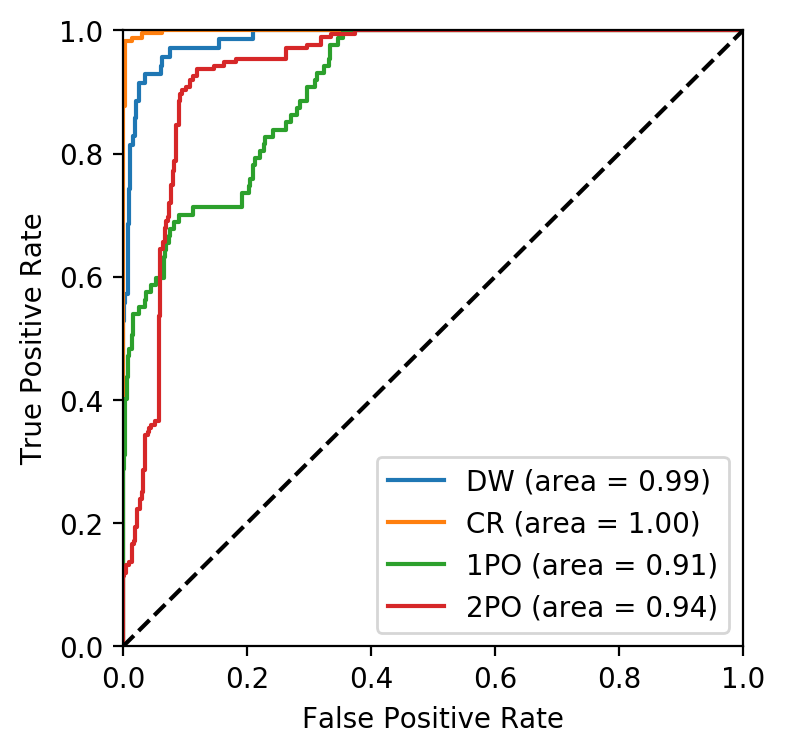 1.0
0.8
0.6
0.4
0.2
0.0
True Positive Rate
DW (area = 0.99)
CR (area = 1.00)
1PO (area = 0.91)
2PO (area = 0.94)
0.0 0.2 0.4 0.6 0.8 1.0
False Positive Rate